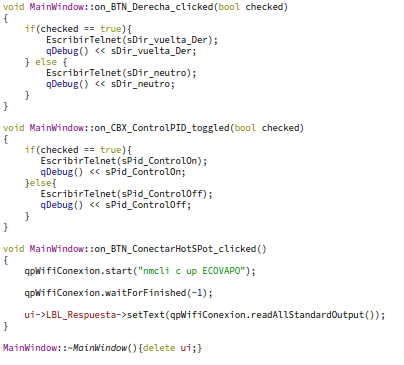 void MainWindow::on_BTN_Derecha_clicked(bool checked)
{
    if(checked == true){
        EscribirTelnet(sDir_vuelta_Der);
        qDebug() << sDir_vuelta_Der;
    } else {
        EscribirTelnet(sDir_neutro);
        qDebug() << sDir_neutro;
    }
}
void MainWindow::on_CBX_ControlPID_toggled(bool checked)
{
    if(checked == true){
       EscribirTelnet(sPid_ControlOn);
       qDebug() << sPid_ControlOn;
    }else{
       EscribirTelnet(sPid_ControlOff);
       qDebug() << sPid_ControlOff;
    }
}
void MainWindow::on_BTN_ConectarHotSPot_clicked()
{
    qpWifiConexion.start("nmcli c up ECOVAPO");
    qpWifiConexion.waitForFinished(-1);
    ui->LBL_Respuesta->setText(qpWifiConexion.readAllStandardOutput());
}
MainWindow::~MainWindow(){delete ui;}